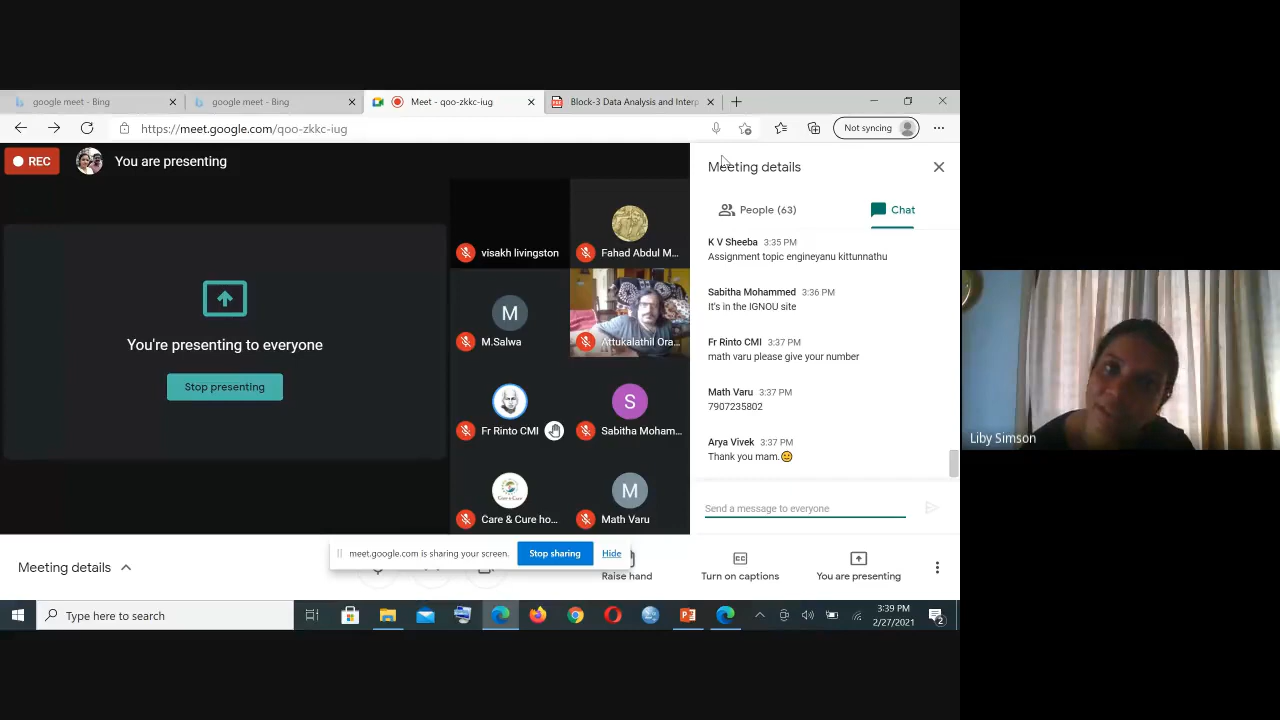 google meet - Bing
google meet - Bing
Meet - qoo-zkkc-iug
Block-3 Data Analysis and Interp
https://meet.google.com/qoo-zkkc-iug
Not syncing
REC
You are presenting
You're presenting to everyone
Stop presenting
visakh livingston
Fahad Abdul M...
M
M.Salwa
Attukalathil Ora...
Fr Rinto CMI
S
Sabitha Moham...
Care & Cure ho...
M
Math Varu
Meeting details
People (63)
Chat
K V Sheeba 3:35 PM
Assignment topic engineyanu kittunnathu
Sabitha Mohammed 3:36 PM
It's in the IGNOU site
Fr Rinto CMI 3:37 PM
math varu please give your number
Math Varu 3:37 PM
7907235802
Arya Vivek 3:37 PM
Thank you mam.
Send a message to everyone
Liby Simson
meet.google.com is sharing your screen.
Stop sharing
Hide
Meeting details
Raise hand
Turn on captions
You are presenting
Type here to search
3:39 PM
2/27/2021
2